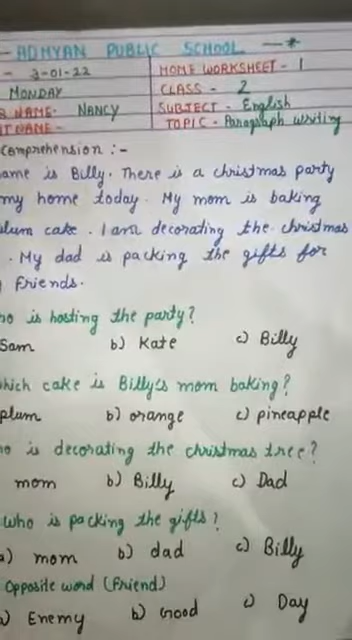 ADHYAN PUBLIC SCHOOL
- 3-01-22 HOME WORKSHEET - 1
MONDAY CLASS - 2
NAME- NANCY SUBJECT - English
NAME - TOPIC - Paragraph writing
Comprehension :-
ame is Billy. There is a christmas party
my home today. My mom is baking
lum cake. I am decorating the christmas
. My dad is packing the gifts for
Friends.
ho is hosting the party?
Sam b) Kate c) Billy
hich cake is Billy's mom baking?
plum b) orange c) pineapple
ho is decorating the christmas tree?
mom b) Billy c) Dad
who is packing the gifts?
a) mom b) dad c) Billy
Opposite word (Friend)
) Enemy b) Good c) Day